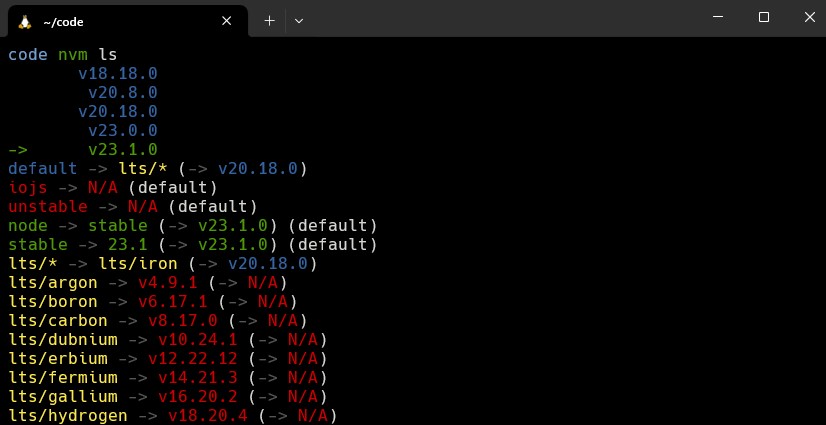 ~/code
code nvm ls
v18.18.0
v20.8.0
v20.18.0
v23.0.0
-> v23.1.0
default -> lts/* (-> v20.18.0)
iojs -> N/A (default)
unstable -> N/A (default)
node -> stable (-> v23.1.0) (default)
stable -> 23.1 (-> v23.1.0) (default)
lts/* -> lts/iron (-> v20.18.0)
lts/argon -> v4.9.1 (-> N/A)
lts/boron -> v6.17.1 (-> N/A)
lts/carbon -> v8.17.0 (-> N/A)
lts/dubnium -> v10.24.1 (-> N/A)
lts/erbium -> v12.22.12 (-> N/A)
lts/fermium -> v14.21.3 (-> N/A)
lts/gallium -> v16.20.2 (-> N/A)
lts/hydrogen -> v18.20.4 (-> N/A)